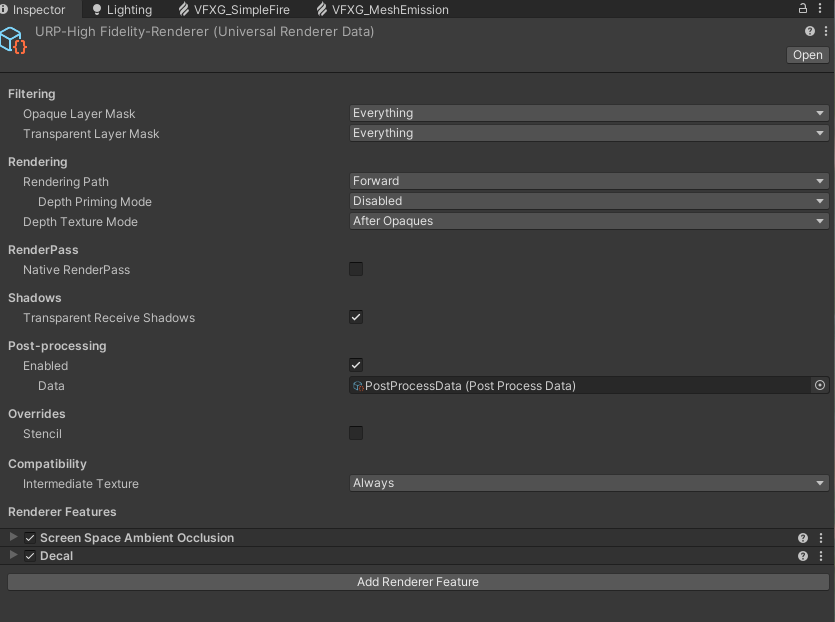 Inspector Lighting VFXG_SimpleFire VFXG_MeshEmission
URP-High Fidelity-Renderer (Universal Renderer Data)
Open
Filtering
Opaque Layer Mask Everything
Transparent Layer Mask Everything
Rendering
Rendering Path Forward
Depth Priming Mode Disabled
Depth Texture Mode After Opaques
RenderPass
Native RenderPass
Shadows
Transparent Receive Shadows
Post-processing
Enabled
Data PostProcessData (Post Process Data)
Overrides
Stencil
Compatibility
Intermediate Texture Always
Renderer Features
Screen Space Ambient Occlusion
Decal
Add Renderer Feature